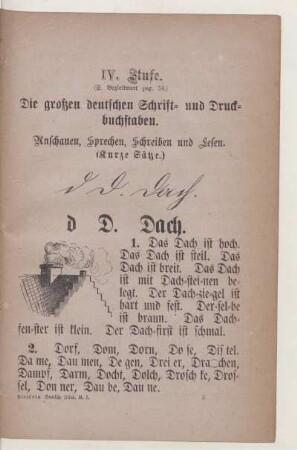 IV. Stufe.
(S. Begleitwort pag. 34.)
Die großen deutschen Schrift- und Druck-
buchstaben.
Anschauen, Sprechen, Schreiben und Lesen.
(Kurze Sätze.)
d D. Dach.
d D. Dach.
1. Das Dach ist hoch.
Das Dach ist steil. Das
Dach ist breit. Das Dach
ist mit Dach-stei-nen be-
legt. Der Dach-zie-gel ist
hart und fest. Der-sel-be
ist braun. Das Dach-
fen-ster ist klein. Der Dach-first ist schmal.
2. Dorf, Dom, Dorn, Do se, Dis tel.
Da me, Dau men, De gen, Drei er, Dra chen,
Dampf, Darm, Docht, Dolch, Drosch ke, Dros-
sel, Don ner, Dau be, Dau ne.